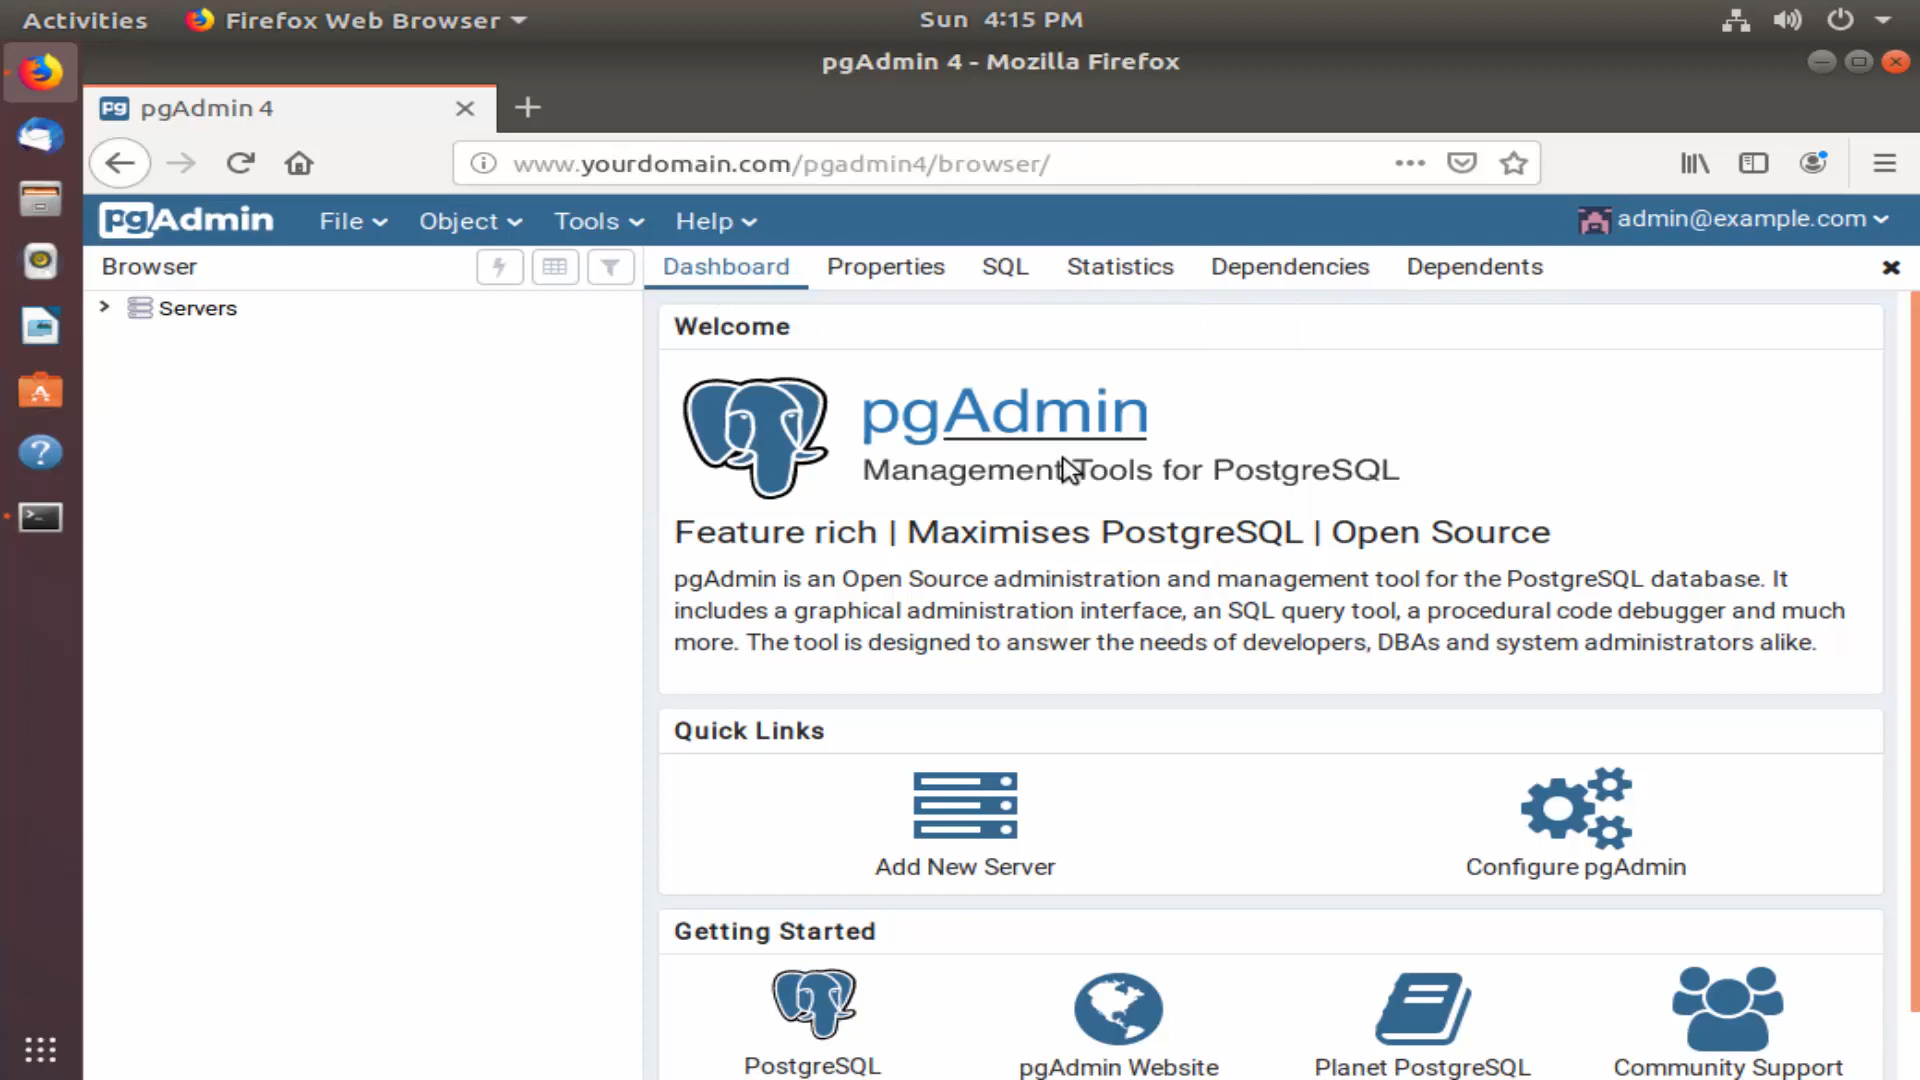 Activities Firefox Web Browser Sun 4:15 PM
pgAdmin 4 - Mozilla Firefox
pgAdmin 4
www.yourdomain.com/pgadmin4/browser/
pgAdmin File Object Tools Help admin@example.com
Browser Dashboard Properties SQL Statistics Dependencies Dependents
Servers
Welcome
pgAdmin
Management Tools for PostgreSQL
Feature rich | Maximises PostgreSQL | Open Source
pgAdmin is an Open Source administration and management tool for the PostgreSQL database. It
includes a graphical administration interface, an SQL query tool, a procedural code debugger and much
more. The tool is designed to answer the needs of developers, DBAs and system administrators alike.
Quick Links
Add New Server Configure pgAdmin
Getting Started
PostgreSQL pgAdmin Website Planet PostgreSQL Community Support